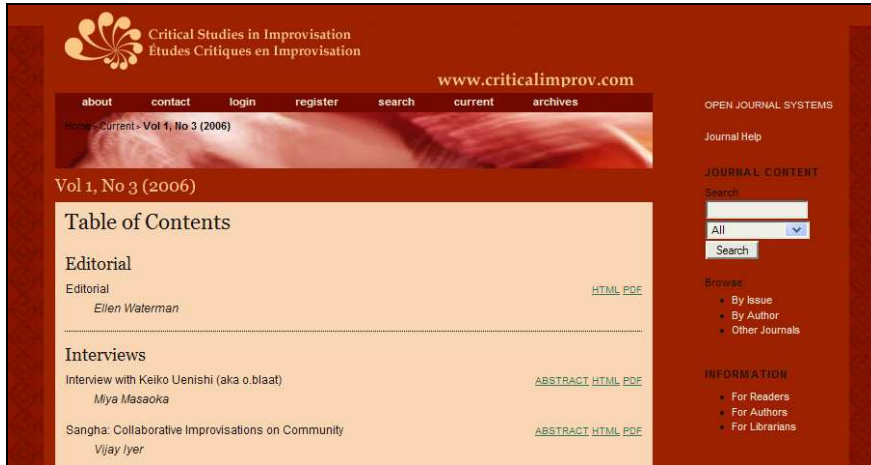 Critical Studies in Improvisation
Études Critiques en Improvisation
www.criticalimprov.com
about contact login register search current archives
Home > Current > Vol 1, No 3 (2006)
Vol 1, No 3 (2006)
Table of Contents
Editorial
Editorial HTML PDF
Ellen Waterman
Interviews
Interview with Keiko Uenishi (aka o.blaat) ABSTRACT HTML PDF
Miya Masaoka
Sangha: Collaborative Improvisations on Community ABSTRACT HTML PDF
Vijay Iyer
OPEN JOURNAL SYSTEMS
Journal Help
JOURNAL CONTENT
Search
All
Search
Browse
By Issue
By Author
Other Journals
INFORMATION
For Readers
For Authors
For Librarians